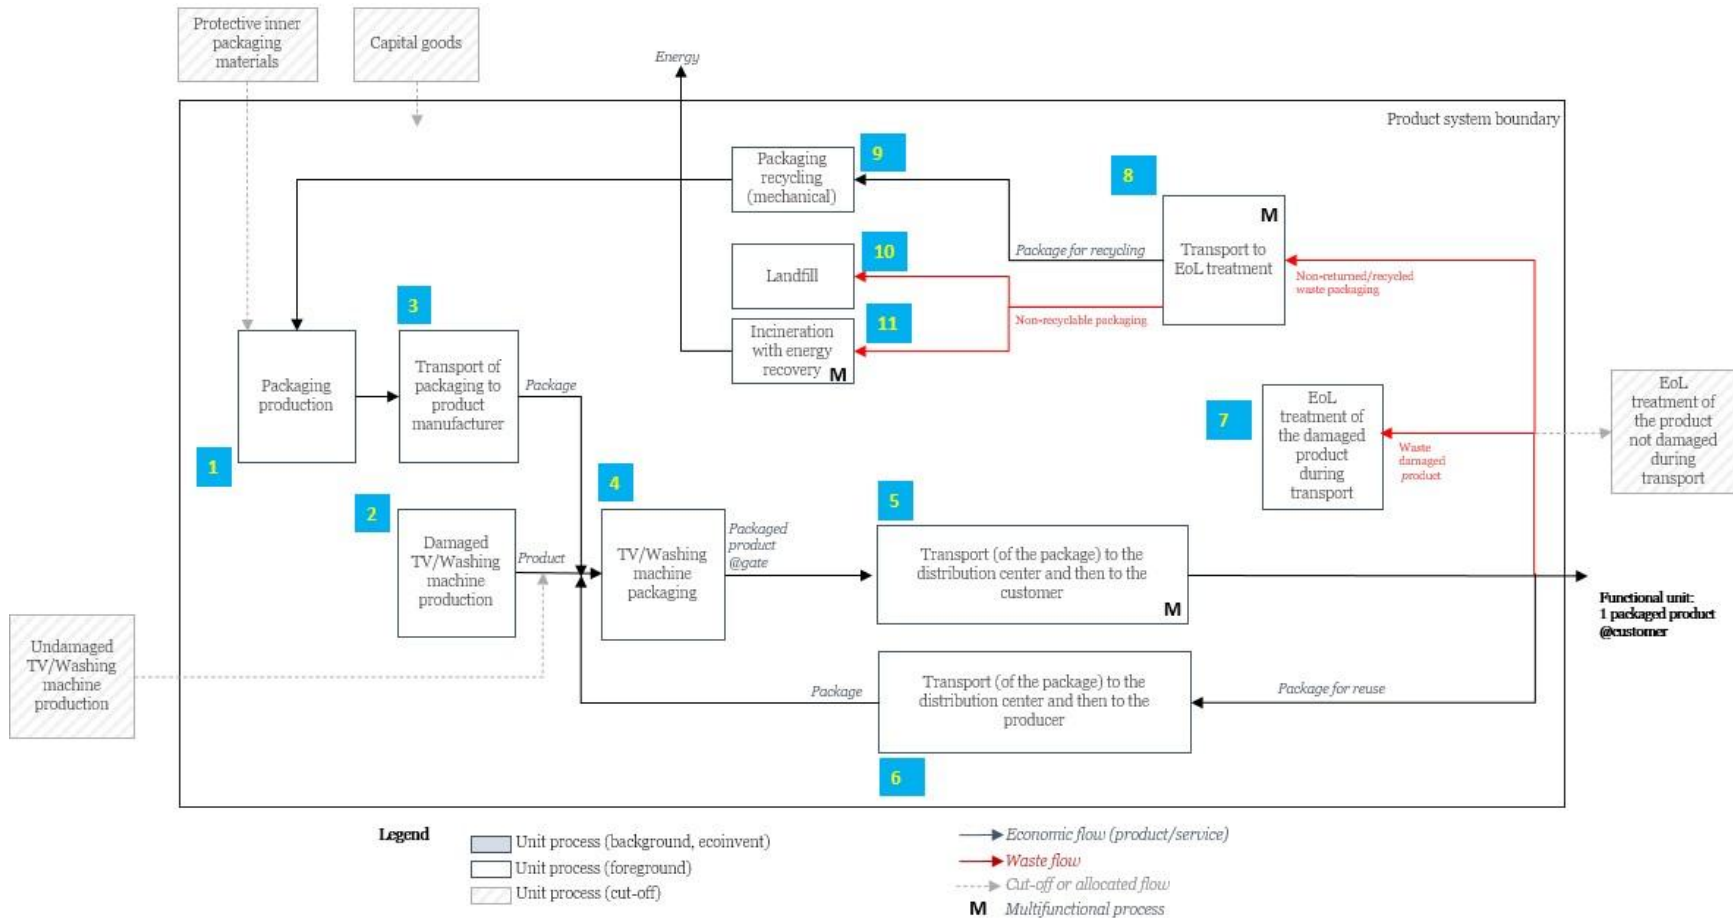 Protective inner
packaging
materials
Capital goods
Energy
Product system boundary
Packaging
recycling
(mechanical)
9
8
M
Transport to
EoL treatment
Package for recycling
10
Landfill
Non-returned/recycled
waste packaging
3
11
Non-recyclable packaging
Incineration
with energy
recovery
M
Packaging
production
Transport of
packaging to
product
manufacturer
Package
1
7
EoL
treatment of
the damaged
product
during
transport
Waste
damaged
product
EoL
treatment of
the product
not damaged
during
transport
2
4
5
Damaged
TV/Washing
machine
production
Product
TV/Washing
machine
packaging
Packaged
product
@gate
Transport (of the package) to the
distribution center and then to the
customer
M
Functional unit:
1 packaged product
@customer
Undamaged
TV/Washing
machine
production
Package
Transport (of the package) to the
distribution center and then to the
producer
Package for reuse
6
Legend
Unit process (background, ecoinvent)
Unit process (foreground)
Unit process (cut-off)
Economic flow (product/service)
Waste flow
Cut-off or allocated flow
M Multifunctional process